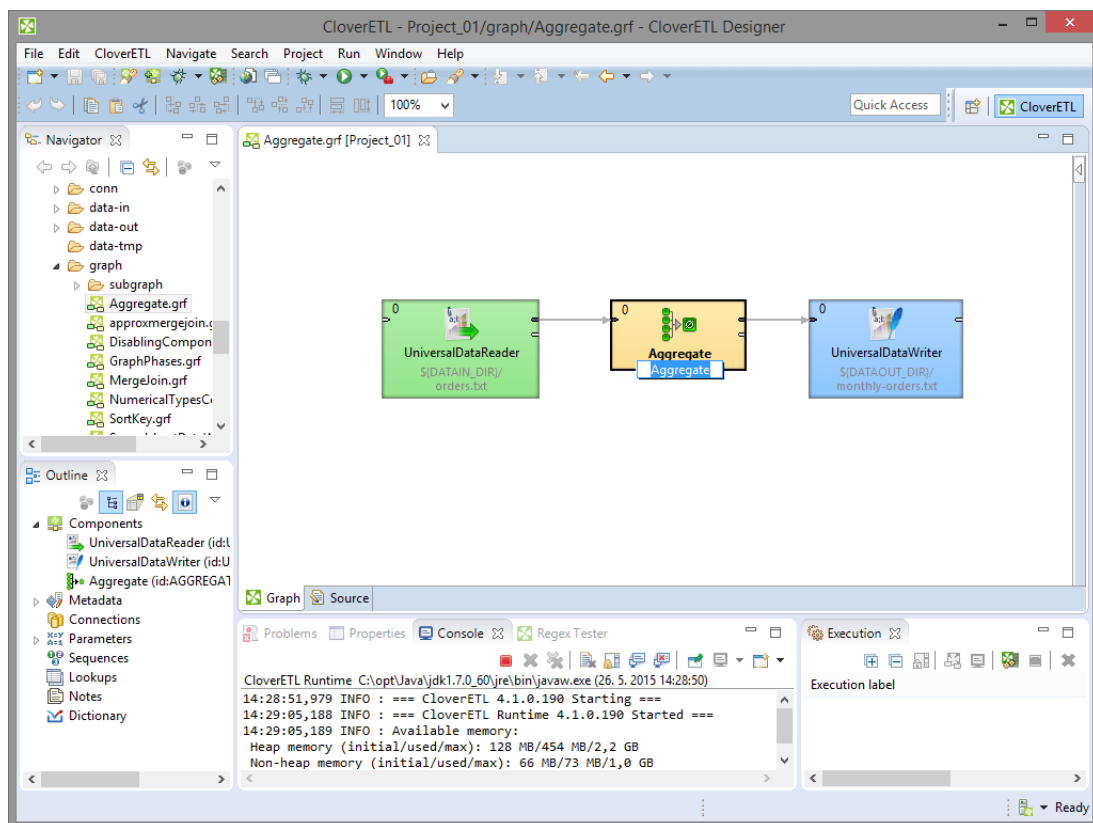 CloverETL - Project_01/graph/Aggregate.grf - CloverETL Designer
File Edit CloverETL Navigate Search Project Run Window Help
100%
Quick Access
CloverETL
Navigator
conn
data-in
data-out
data-tmp
graph
subgraph
Aggregate.grf
approxmergejoin.g
DisablingCompon
GraphPhases.grf
MergeJoin.grf
NumericalTypesC
SortKey.grf
Aggregate.grf [Project_01]
0
UniversalDataReader
${DATAIN_DIR}/
orders.txt
0
Aggregate
Aggregate
0
UniversalDataWriter
${DATAOUT_DIR}/
monthly-orders.txt
Graph
Source
Outline
Components
UniversalDataReader (id:U
UniversalDataWriter (id:U
Aggregate (id:AGGREGAT
Metadata
Connections
Parameters
Sequences
Lookups
Notes
Dictionary
Problems Properties Console Regex Tester
CloverETL Runtime C:\opt\Java\jdk1.7.0_60\jre\bin\javaw.exe (26. 5. 2015 14:28:50)
14:28:51,979 INFO : === CloverETL 4.1.0.190 Starting ===
14:29:05,188 INFO : === CloverETL Runtime 4.1.0.190 Started ===
14:29:05,189 INFO : Available memory:
Heap memory (initial/used/max): 128 MB/454 MB/2,2 GB
Non-heap memory (initial/used/max): 66 MB/73 MB/1,0 GB
Execution
Execution label
Ready